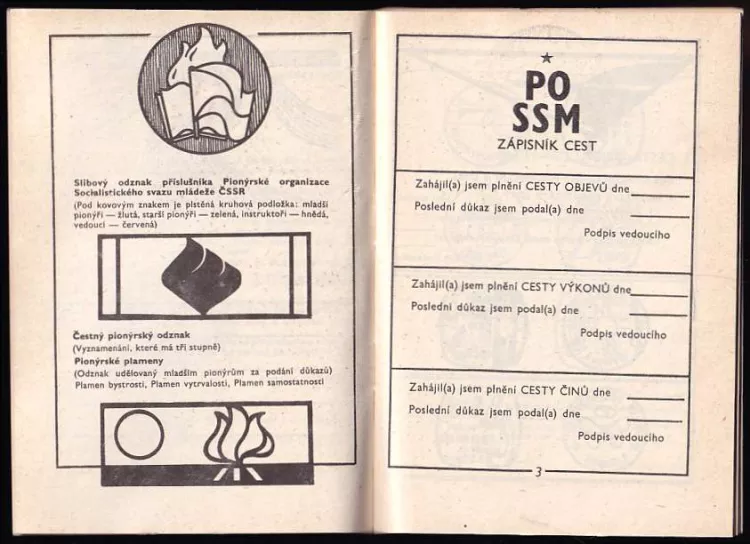 Slibový odznak příslušníka Pionýrské organizace
Socialistického svazu mládeže ČSSR
(Pod kovovým znakem je plstěná kruhová podložka: mladší
pionýři — žlutá, starší pionýři — zelená, instruktoři — hnědá,
vedoucí — červená)
Čestný pionýrský odznak
(Vyznamenání, které má tři stupně)
Pionýrské plameny
(Odznak udělovaný mladším pionýrům za podání důkazů)
Plamen bystrosti, Plamen vytrvalosti, Plamen samostatnosti
PO
SSM
ZÁPISNÍK CEST
Zahájil(a) jsem plnění CESTY OBJEVŮ dne
Poslední důkaz jsem podal(a) dne
Podpis vedoucího
Zahájil(a) jsem plnění CESTY VÝKONŮ dne
Poslední důkaz jsem podal(a) dne
Podpis vedoucího
Zahájil(a) jsem plnění CESTY ČINŮ dne
Poslední důkaz jsem podal(a) dne
Podpis vedoucího
3